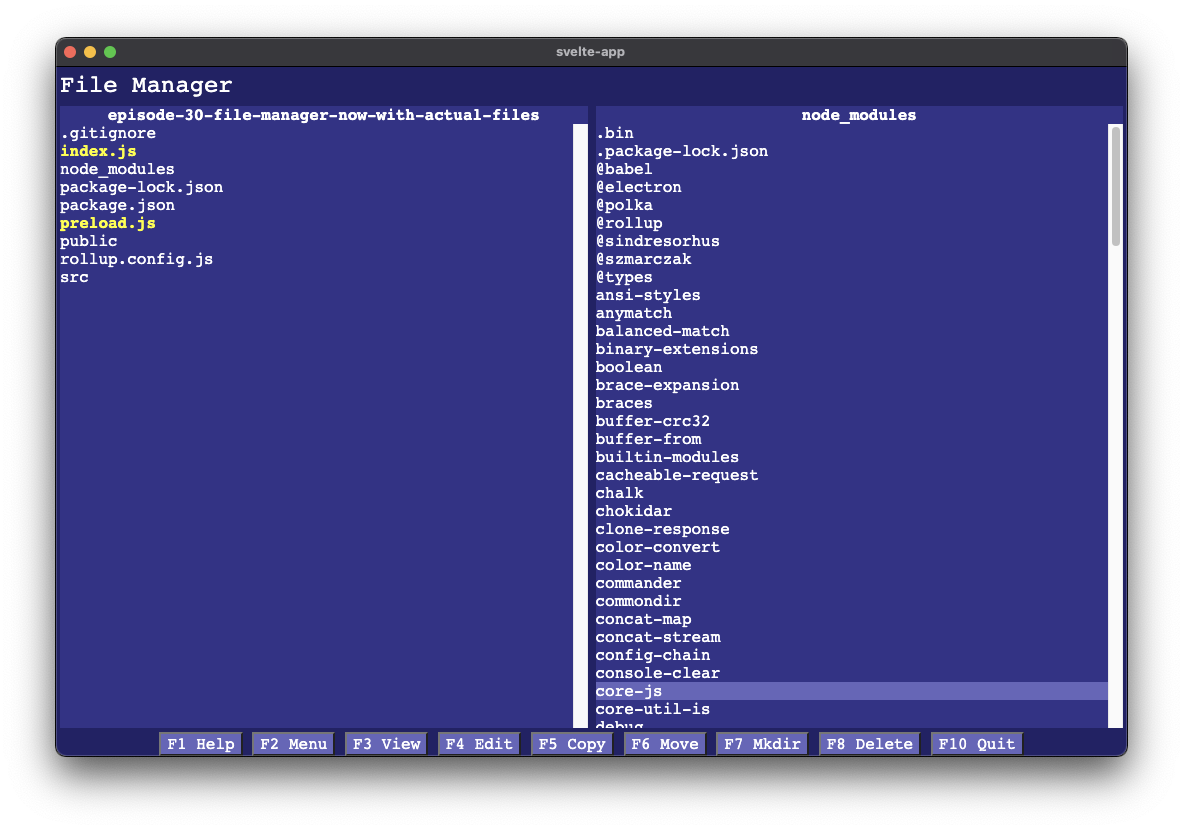 svelte-app
File Manager
episode-30-file-manager-now-with-actual-files
.gitignore
index.js
node_modules
package-lock.json
package.json
preload.js
public
rollup.config.js
src
node_modules
.bin
.package-lock.json
@babel
@electron
@polka
@rollup
@sindresorhus
@szmarczak
@types
ansi-styles
anymatch
balanced-match
binary-extensions
boolean
brace-expansion
braces
buffer-crc32
buffer-from
builtin-modules
cacheable-request
chalk
chokidar
clone-response
color-convert
color-name
commander
commondir
concat-map
concat-stream
config-chain
console-clear
core-js
core-util-is
debug
F1 Help F2 Menu F3 View F4 Edit F5 Copy F6 Move F7 Mkdir F8 Delete F10 Quit